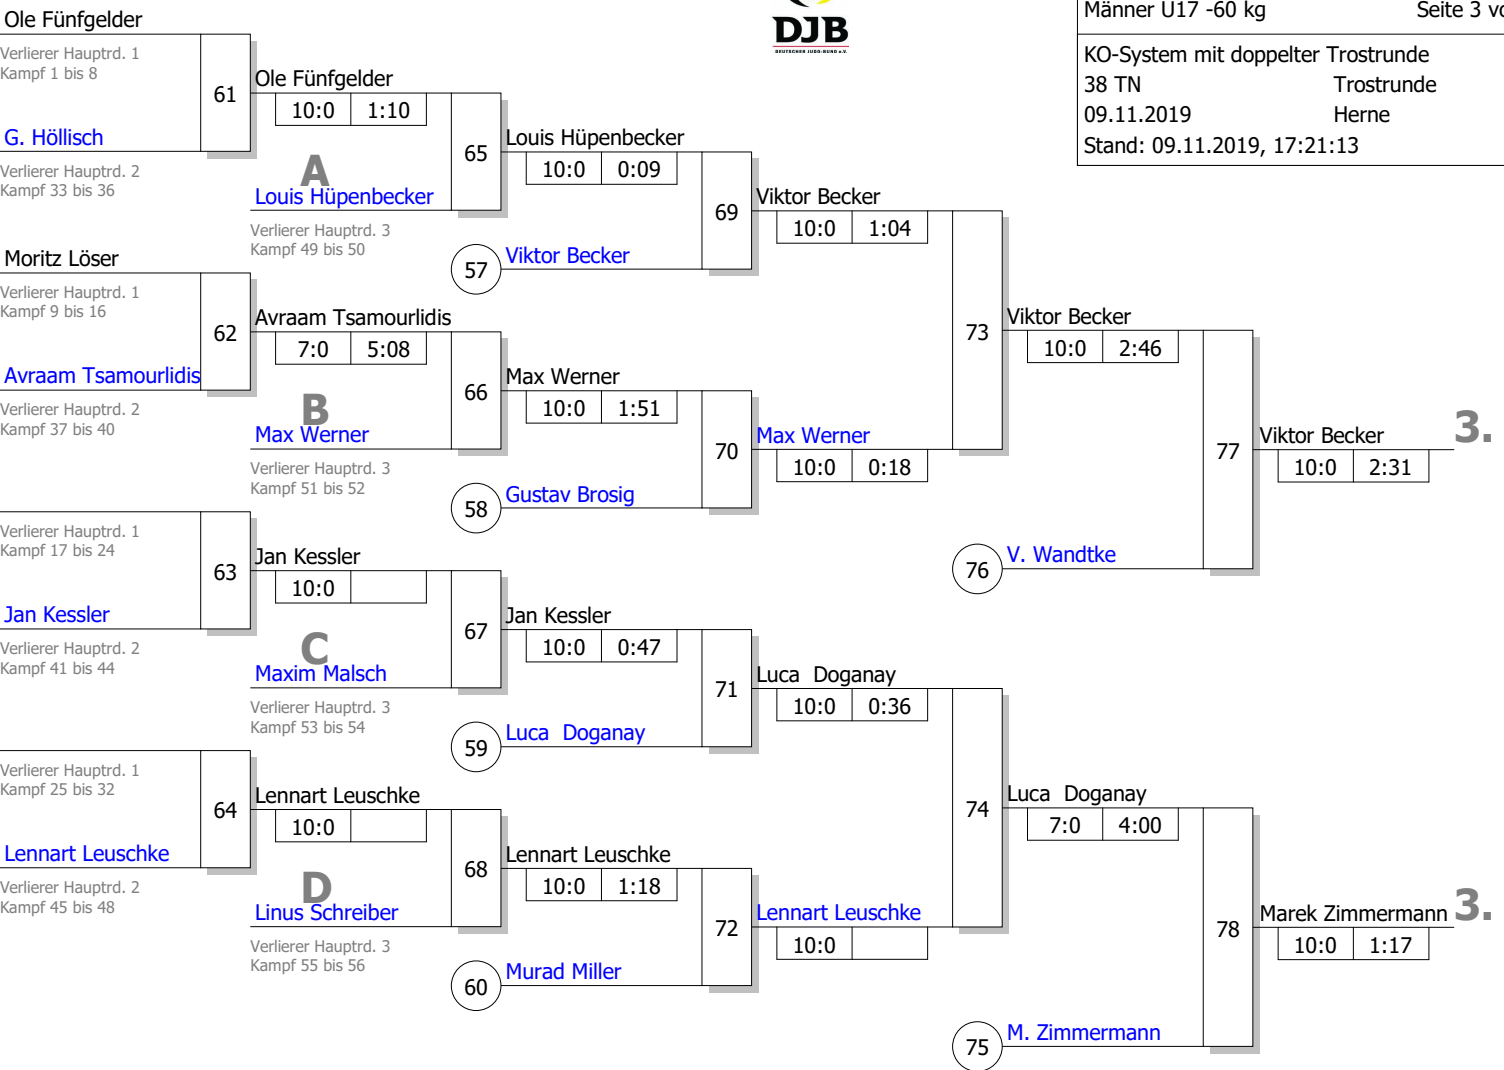 Ole Fünfgelder
Verlierer Hauptrd. 1
Kampf 1 bis 8
61
G. Höllisch
Verlierer Hauptrd. 2
Kampf 33 bis 36
Ole Fünfgelder
10:0 1:10
A
Louis Hüpenbecker
Verlierer Hauptrd. 3
Kampf 49 bis 50
65
Louis Hüpenbecker
10:0 0:09
57
Viktor Becker
69
Viktor Becker
10:0 1:04
DJB
DEUTSCHER JUDO-BUND e.V.
Männer U17 -60 kg Seite 3 vo
KO-System mit doppelter Trostrunde
38 TN Trostrunde
09.11.2019 Herne
Stand: 09.11.2019, 17:21:13
Moritz Löser
Verlierer Hauptrd. 1
Kampf 9 bis 16
62
Avraam Tsamourlidis
Verlierer Hauptrd. 2
Kampf 37 bis 40
Avraam Tsamourlidis
7:0 5:08
B
Max Werner
Verlierer Hauptrd. 3
Kampf 51 bis 52
66
Max Werner
10:0 1:51
58
Gustav Brosig
70
Max Werner
10:0 0:18
73
Viktor Becker
10:0 2:46
76
V. Wandtke
77
Viktor Becker
10:0 2:31
3.
Verlierer Hauptrd. 1
Kampf 17 bis 24
63
Jan Kessler
Verlierer Hauptrd. 2
Kampf 41 bis 44
Jan Kessler
10:0
C
Maxim Malsch
Verlierer Hauptrd. 3
Kampf 53 bis 54
67
Jan Kessler
10:0 0:47
59
Luca Doganay
71
Luca Doganay
10:0 0:36
Verlierer Hauptrd. 1
Kampf 25 bis 32
64
Lennart Leuschke
Verlierer Hauptrd. 2
Kampf 45 bis 48
Lennart Leuschke
10:0
D
Linus Schreiber
Verlierer Hauptrd. 3
Kampf 55 bis 56
68
Lennart Leuschke
10:0 1:18
60
Murad Miller
72
Lennart Leuschke
10:0
74
Luca Doganay
7:0 4:00
75
M. Zimmermann
78
Marek Zimmermann
10:0 1:17
3.